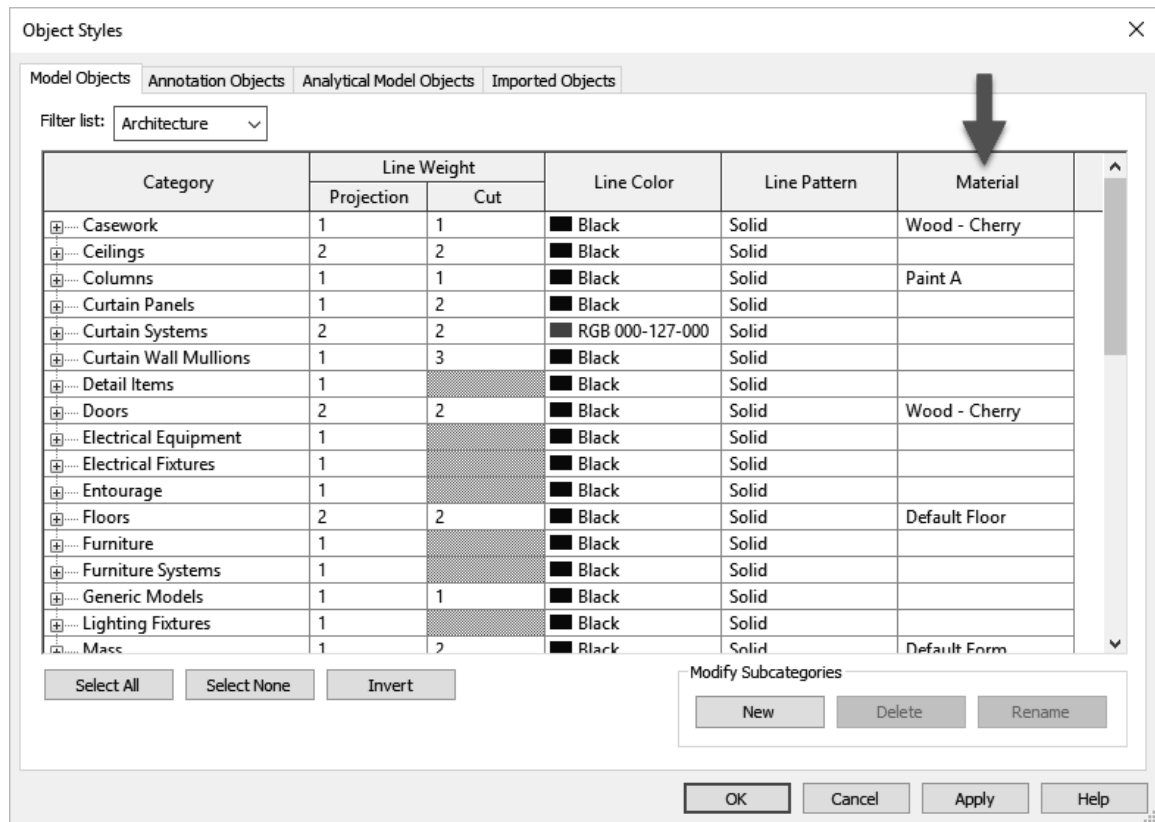 Object Styles
Model Objects Annotation Objects Analytical Model Objects Imported Objects
Filter list: Architecture
Category Line Weight Line Color Line Pattern Material
Projection Cut
Casework 1 1 Black Solid Wood - Cherry
Ceilings 2 2 Black Solid
Columns 1 1 Black Solid Paint A
Curtain Panels 1 2 Black Solid
Curtain Systems 2 2 RGB 000-127-000 Solid
Curtain Wall Mullions 1 3 Black Solid
Detail Items 1 Black Solid
Doors 2 2 Black Solid Wood - Cherry
Electrical Equipment 1 Black Solid
Electrical Fixtures 1 Black Solid
Entourage 1 Black Solid
Floors 2 2 Black Solid Default Floor
Furniture 1 Black Solid
Furniture Systems 1 Black Solid
Generic Models 1 1 Black Solid
Lighting Fixtures 1 Black Solid
Mass 1 2 Black Solid Default Form
Select All Select None Invert
Modify Subcategories
New Delete Rename
OK Cancel Apply Help